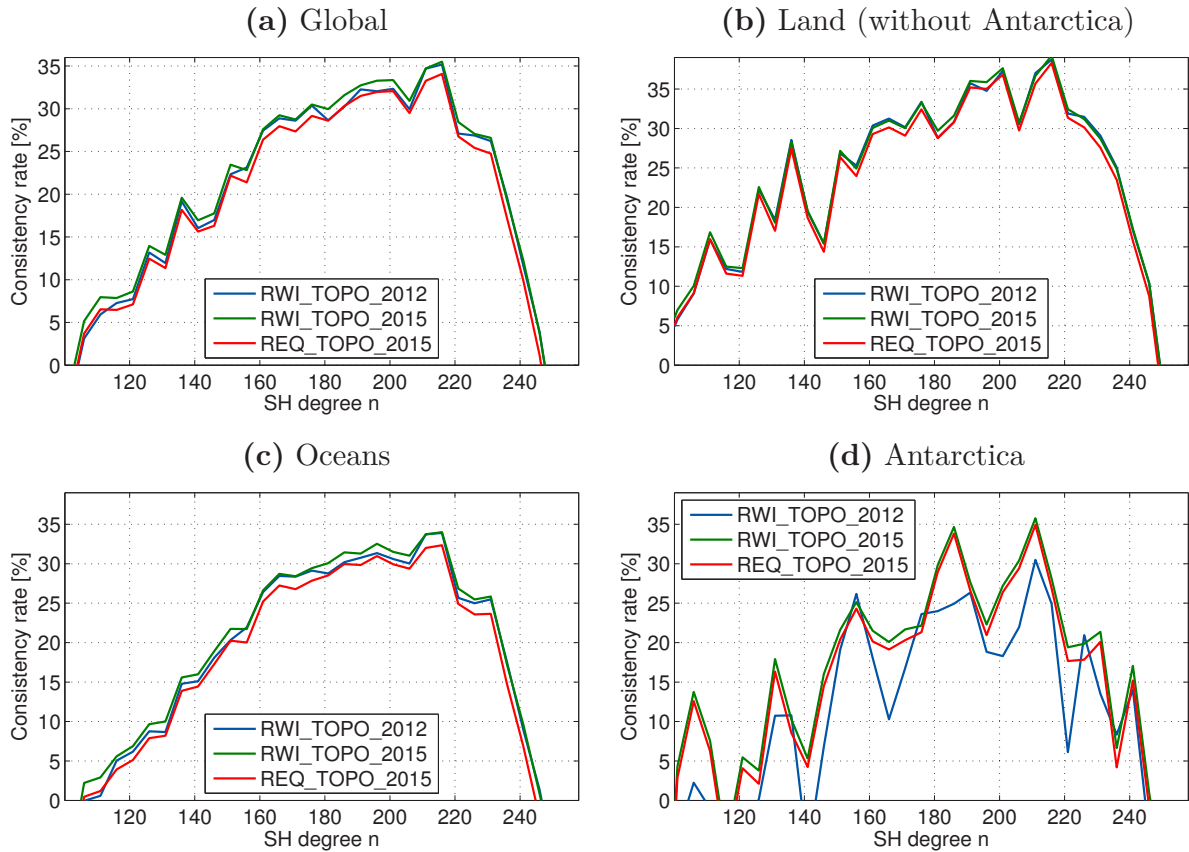 (a) Global
Consistency rate [%]
35
30
25
20
15
10
5
0
RWI_TOPO_2012
RWI_TOPO_2015
REQ_TOPO_2015
120 140 160 180 200 220 240
SH degree n
(b) Land (without Antarctica)
Consistency rate [%]
35
30
25
20
15
10
5
0
RWI_TOPO_2012
RWI_TOPO_2015
REQ_TOPO_2015
120 140 160 180 200 220 240
SH degree n
(c) Oceans
Consistency rate [%]
35
30
25
20
15
10
5
0
RWI_TOPO_2012
RWI_TOPO_2015
REQ_TOPO_2015
120 140 160 180 200 220 240
SH degree n
(d) Antarctica
Consistency rate [%]
35
30
25
20
15
10
5
0
RWI_TOPO_2012
RWI_TOPO_2015
REQ_TOPO_2015
120 140 160 180 200 220 240
SH degree n